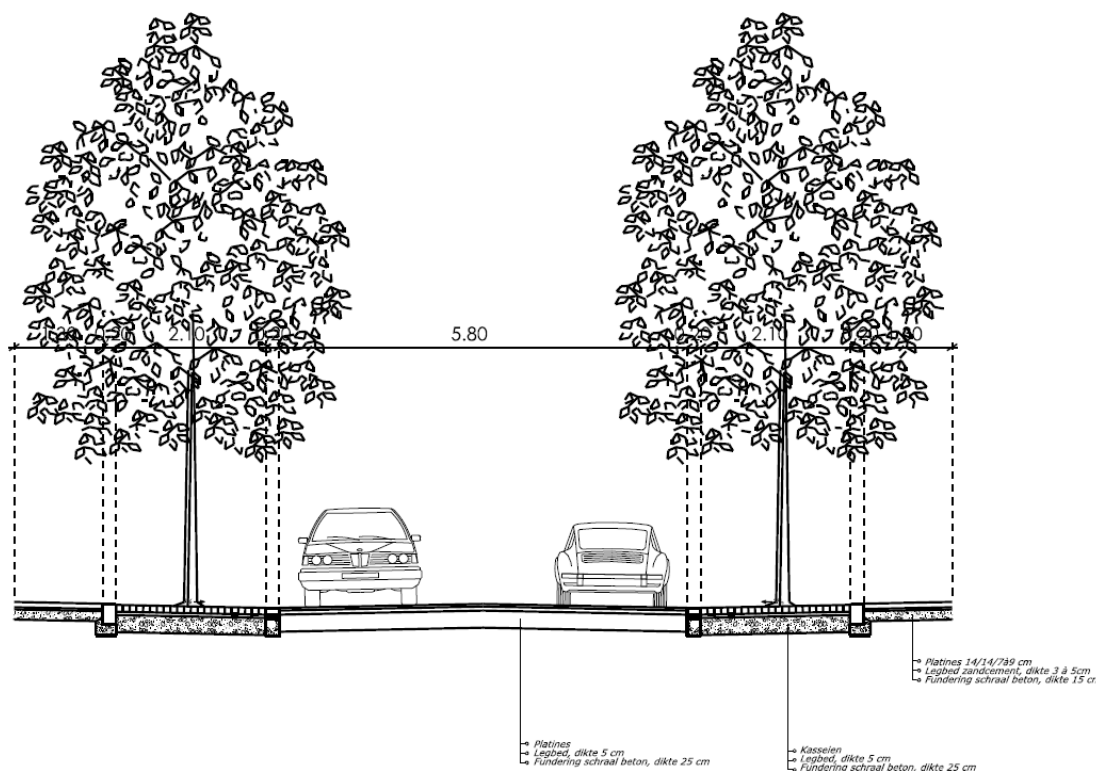 2.10 5.80 2.10
Platines 14/14/7à9 cm
Legbed zandcement, dikte 3 à 5cm
Fundering schraal beton, dikte 15 cm
Platines
Legbed, dikte 5 cm
Fundering schraal beton, dikte 25 cm
Kasseien
Legbed, dikte 5 cm
Fundering schraal beton, dikte 25 cm